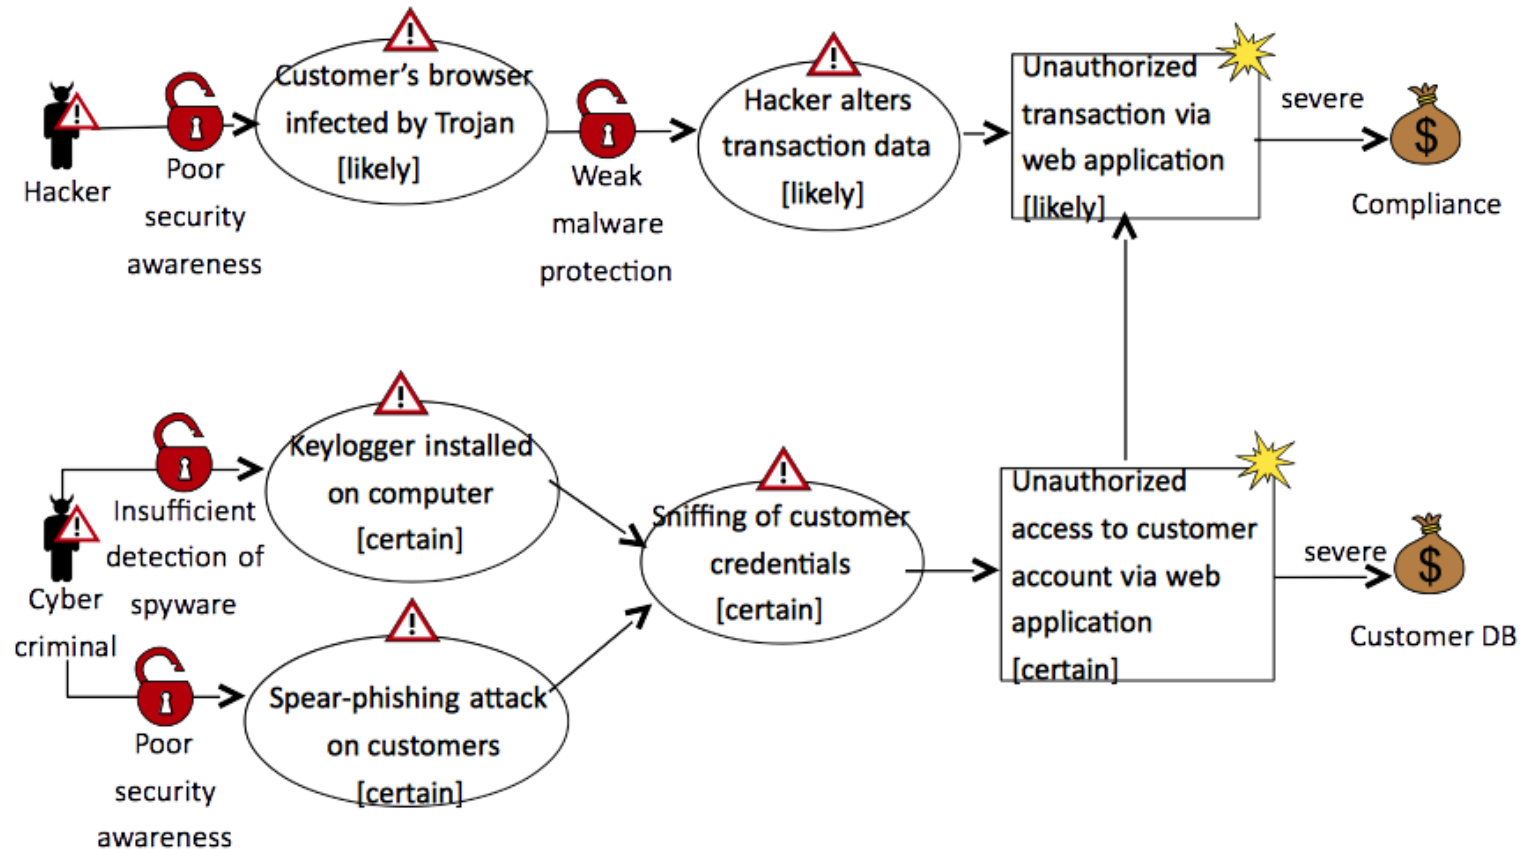 Hacker
Poor
security
awareness
Customer's browser
infected by Trojan
[likely]
Weak
malware
protection
Hacker alters
transaction data
[likely]
Unauthorized
transaction via
web application
[likely]
severe
$
Compliance
Cyber
criminal
Insufficient
detection of
spyware
Keylogger installed
on computer
[certain]
Poor
security
awareness
Spear-phishing attack
on customers
[certain]
Sniffing of customer
credentials
[certain]
Unauthorized
access to customer
account via web
application
[certain]
severe
$
Customer DB